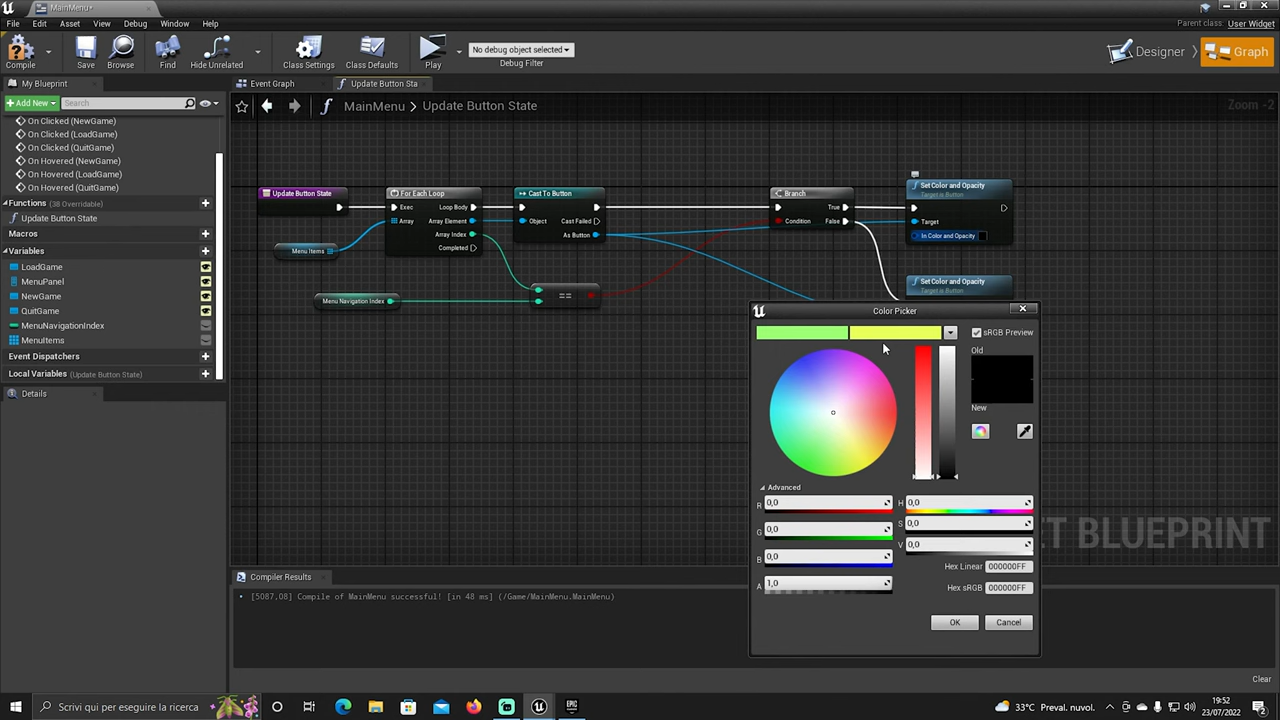 MainMenu*
File Edit Asset View Debug Window Help
Parent class: User Widget
Compile
Save
Browse
Find
Hide Unrelated
Class Settings
Class Defaults
Play
No debug object selected
Debug Filter
Designer
Graph
My Blueprint
Event Graph
Update Button Sta
Add New
Search
MainMenu > Update Button State
Zoom -2
On Clicked (NewGame)
On Clicked (LoadGame)
On Clicked (QuitGame)
On Hovered (NewGame)
On Hovered (LoadGame)
On Hovered (QuitGame)
Functions (38 Overridable)
Update Button State
Macros
Variables
LoadGame
MenuPanel
NewGame
QuitGame
MenuNavigationIndex
MenuItems
Event Dispatchers
Local Variables (Update Button State)
Details
Update Button State
Menu Items
Menu Navigation Index
For Each Loop
Exec Loop Body
Array Array Element
Array Index
Completed
Cast To Button
Object Cast Failed
As Button
==
Branch
True
Condition False
Set Color and Opacity
Target is Button
Target
In Color and Opacity
Set Color and Opacity
Target is Button
Color Picker
sRGB Preview
Old
New
Advanced
R 0,0
G 0,0
B 0,0
A 1,0
H 0,0
S 0,0
V 0,0
Hex Linear 000000FF
Hex sRGB 000000FF
OK
Cancel
ET BLUEPRINT
Compiler Results
[5087,08] Compile of MainMenu successful! [in 48 ms] (/Game/MainMenu.MainMenu)
Clear
Scrivi qui per eseguire la ricerca
EPIC
33°C Preval. nuvol.
19:52
23/07/2022
2